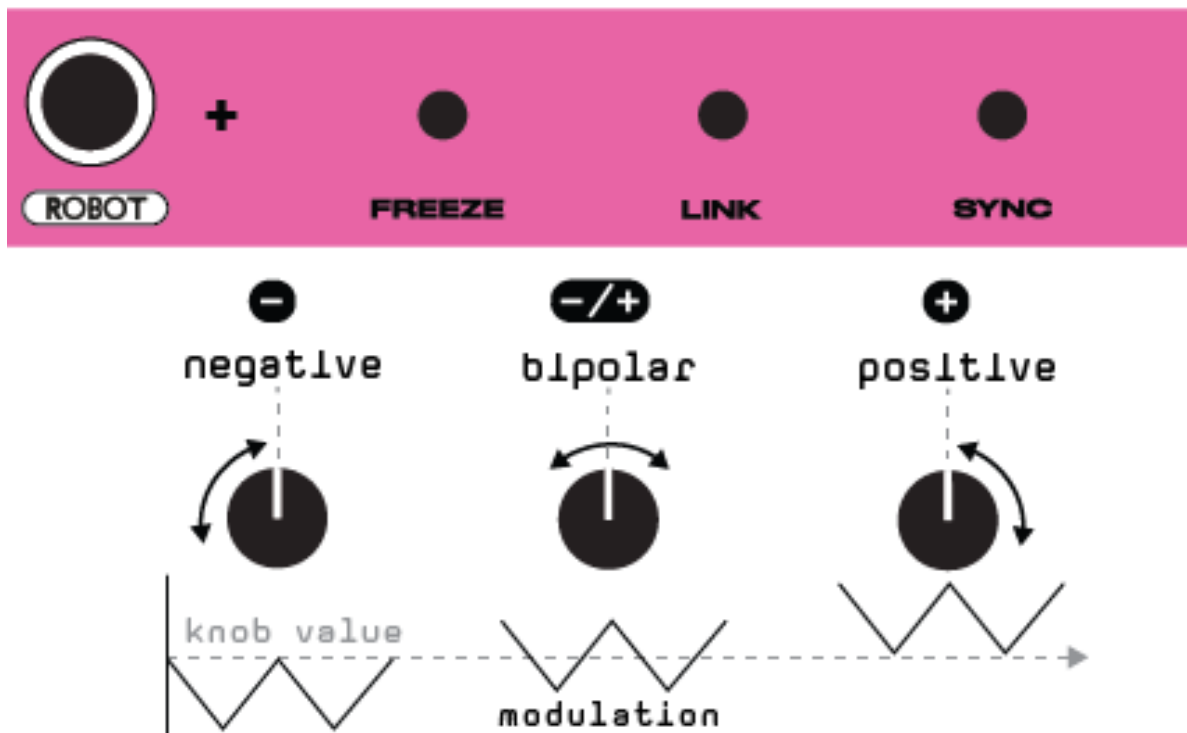 +
ROBOT FREEZE LINK SYNC
- -/+ +
negative bipolar positive
knob value
modulation